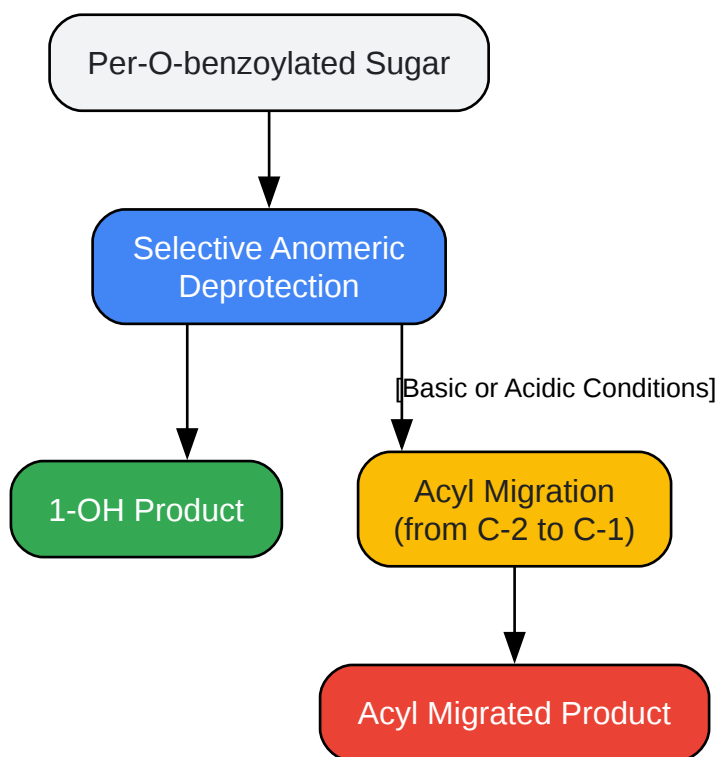 Per-O-benzoylated Sugar
Selective Anomeric
Deprotection
[Basic or Acidic Conditions]
1-OH Product
Acyl Migration
(from C-2 to C-1)
Acyl Migrated Product